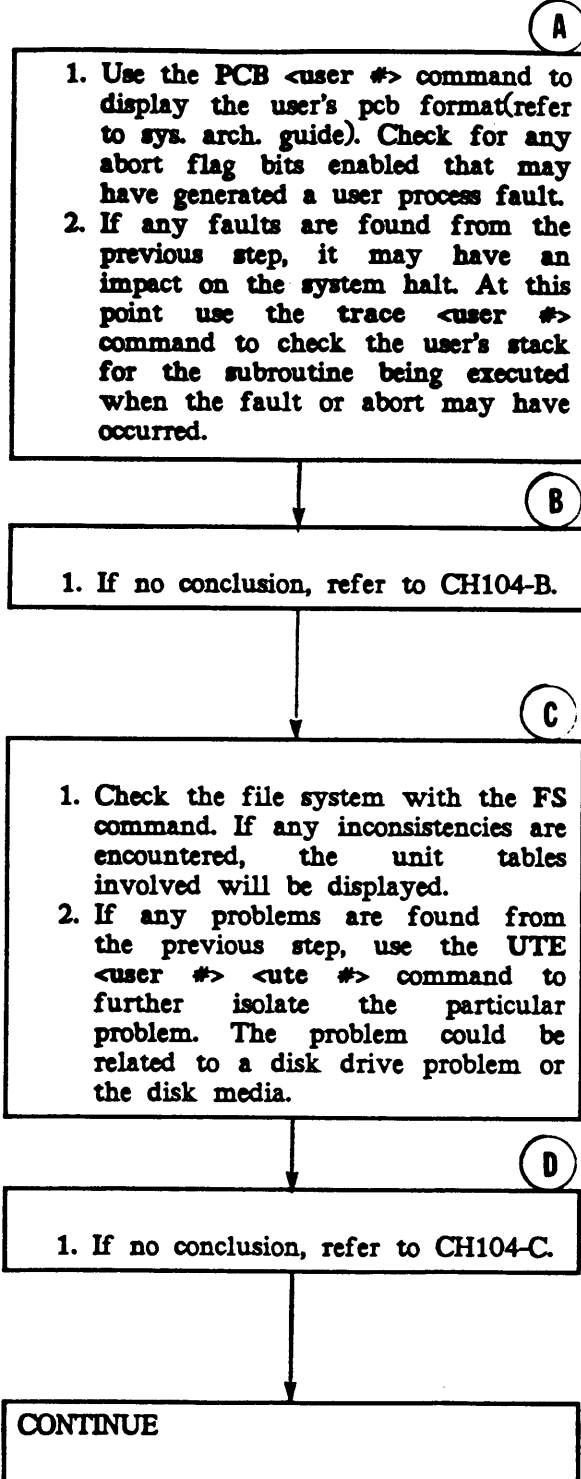 A
1. Use the PCB <user #> command to
display the user's pcb format(refer
to sys. arch. guide). Check for any
abort flag bits enabled that may
have generated a user process fault.
2. If any faults are found from the
previous step, it may have an
impact on the system halt. At this
point use the trace <user #>
command to check the user's stack
for the subroutine being executed
when the fault or abort may have
occurred.
B
1. If no conclusion, refer to CH104-B.
C
1. Check the file system with the FS
command. If any inconsistencies are
encountered, the unit tables
involved will be displayed.
2. If any problems are found from
the previous step, use the UTE
<user #> <ute #> command to
further isolate the particular
problem. The problem could be
related to a disk drive problem or
the disk media.
D
1. If no conclusion, refer to CH104-C.
CONTINUE